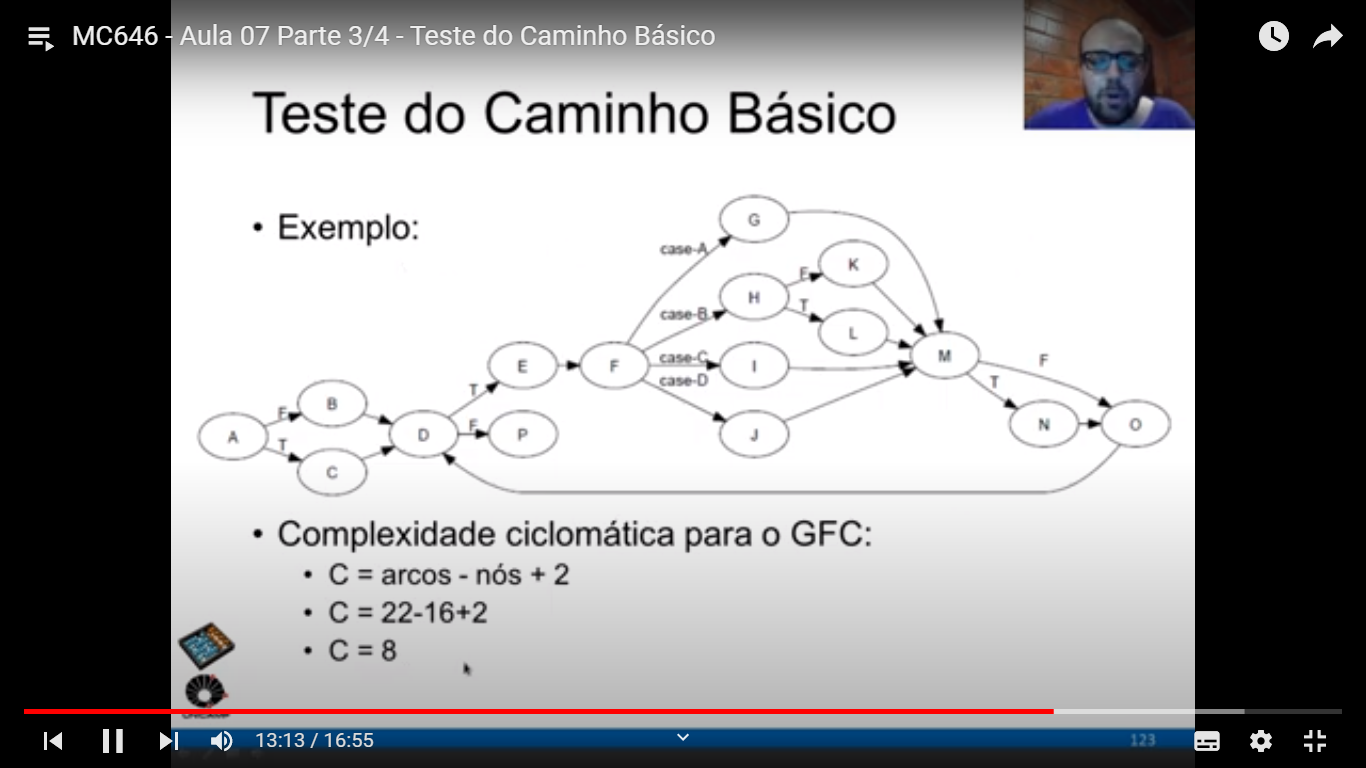 MC646 - Aula 07 Parte 3/4 - Teste do Caminho Básico
Teste do Caminho Básico
• Exemplo:
G
case-A
K
F
H
T
case-B
L
case-C
M
F
E
F
I
case-D
T
T
B
F
F
A
D
P
J
N
O
T
C
• Complexidade ciclomática para o GFC:
• C = arcos - nós + 2
• C = 22-16+2
• C = 8
UNICAMP
13:13 / 16:55
123